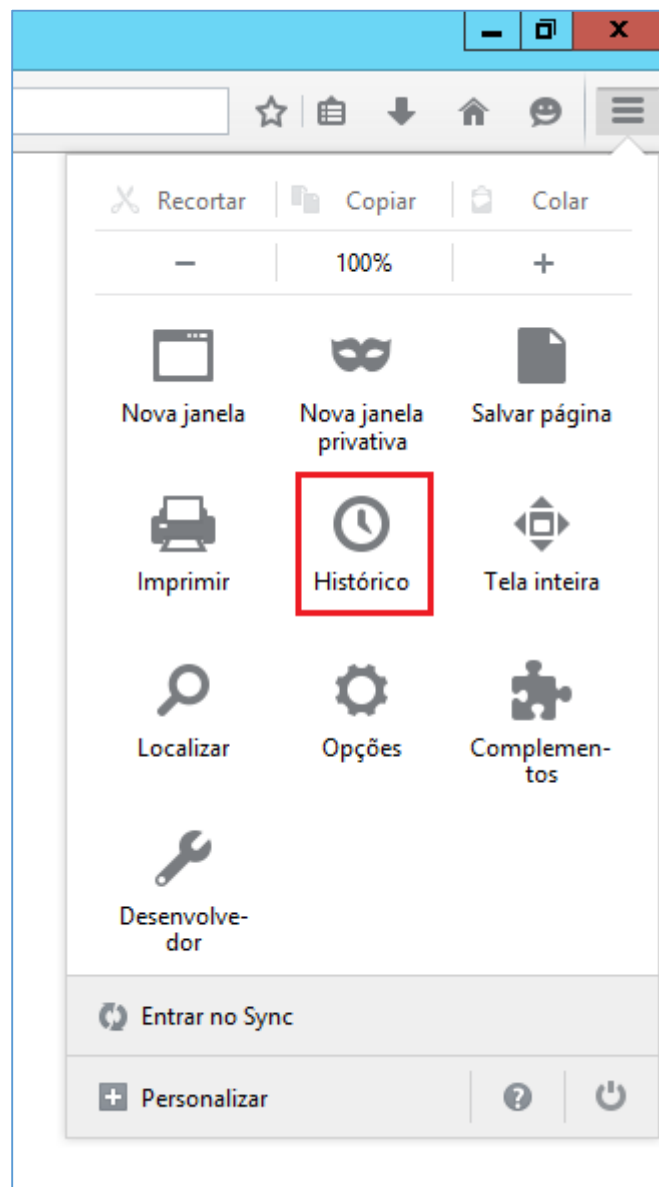 Recortar Copiar Colar
− 100% +
Nova janela Nova janela Salvar página
privativa
Imprimir Histórico Tela inteira
Localizar Opções Complemen-
tos
Desenvolve-
dor
Entrar no Sync
Personalizar